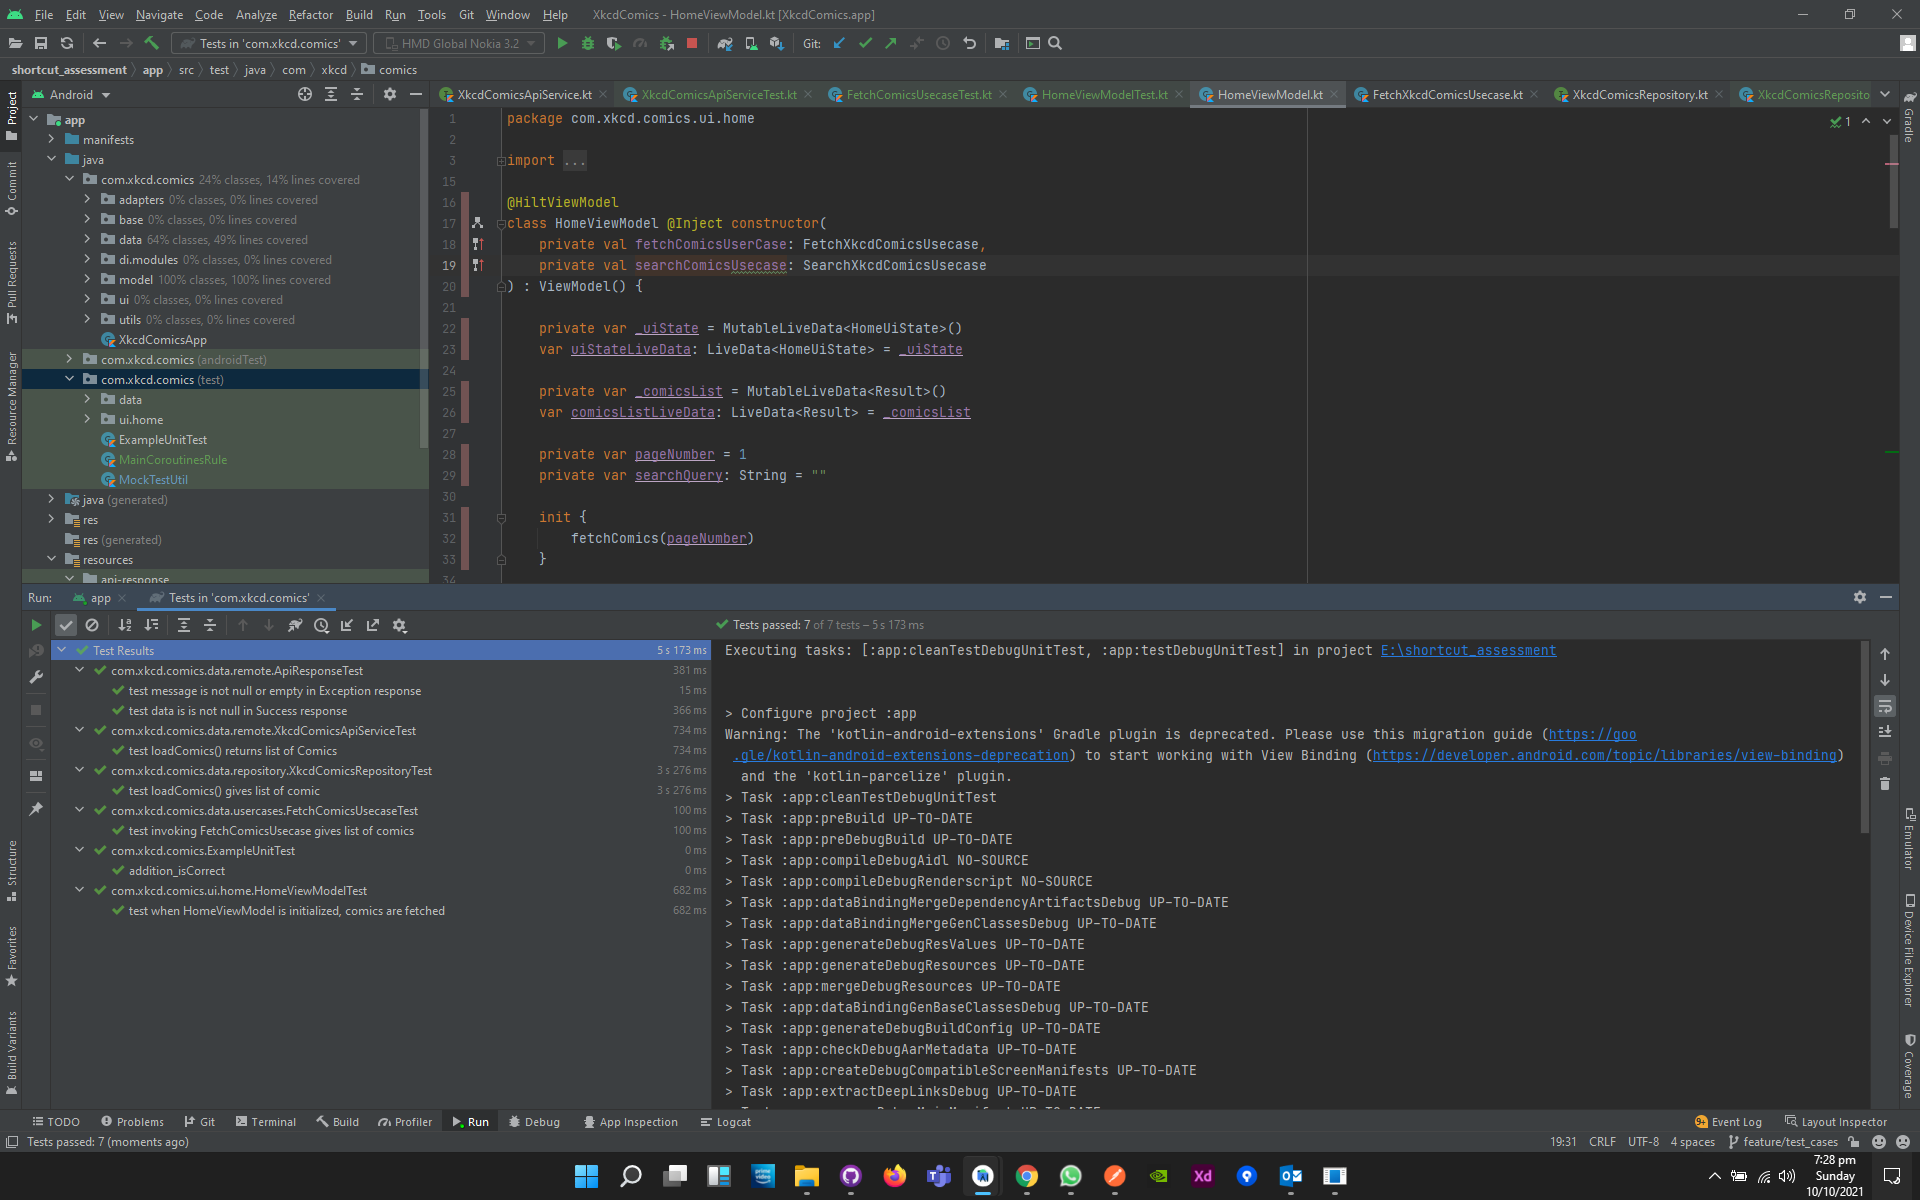 File Edit View Navigate Code Analyze Refactor Build Run Tools Git Window Help XkcdComics - HomeViewModel.kt [XkcdComics.app]
Tests in 'com.xkcd.comics' HMD Global Nokia 3.2 Git:
shortcut_assessment app src test java com xkcd comics
Android
XkcdComicsApiService.kt XkcdComicsApiServiceTest.kt FetchComicsUsecaseTest.kt HomeViewModelTest.kt HomeViewModel.kt FetchXkcdComicsUsecase.kt XkcdComicsRepository.kt XkcdComicsReposito
Project
Commit
Pull Requests
Resource Manager
Structure
Favorites
Build Variants
app
manifests
java
com.xkcd.comics 24% classes, 14% lines covered
adapters 0% classes, 0% lines covered
base 0% classes, 0% lines covered
data 64% classes, 49% lines covered
di.modules 0% classes, 0% lines covered
model 100% classes, 100% lines covered
ui 0% classes, 0% lines covered
utils 0% classes, 0% lines covered
XkcdComicsApp
com.xkcd.comics (androidTest)
com.xkcd.comics (test)
data
ui.home
ExampleUnitTest
MainCoroutinesRule
MockTestUtil
java (generated)
res
res (generated)
resources
api-response
1 package com.xkcd.comics.ui.home
2
3 import ...
15
16 @HiltViewModel
17 class HomeViewModel @Inject constructor(
18 private val fetchComicsUserCase: FetchXkcdComicsUsecase,
19 private val searchComicsUsecase: SearchXkcdComicsUsecase
20 ) : ViewModel() {
21
22 private var _uiState = MutableLiveData<HomeUiState>()
23 var uiStateLiveData: LiveData<HomeUiState> = _uiState
24
25 private var _comicsList = MutableLiveData<Result>()
26 var comicsListLiveData: LiveData<Result> = _comicsList
27
28 private var pageNumber = 1
29 private var searchQuery: String = ""
30
31 init {
32 fetchComics(pageNumber)
33 }
34
1
Gradle
Emulator
Device File Explorer
Coverage
Run: app Tests in 'com.xkcd.comics'
Tests passed: 7 of 7 tests – 5 s 173 ms
Test Results 5 s 173 ms
com.xkcd.comics.data.remote.ApiResponseTest 381 ms
test message is not null or empty in Exception response 15 ms
test data is is not null in Success response 366 ms
com.xkcd.comics.data.remote.XkcdComicsApiServiceTest 734 ms
test loadComics() returns list of Comics 734 ms
com.xkcd.comics.data.repository.XkcdComicsRepositoryTest 3 s 276 ms
test loadComics() gives list of comic 3 s 276 ms
com.xkcd.comics.data.usercases.FetchComicsUsecaseTest 100 ms
test invoking FetchComicsUsecase gives list of comics 100 ms
com.xkcd.comics.ExampleUnitTest 0 ms
addition_isCorrect 0 ms
com.xkcd.comics.ui.home.HomeViewModelTest 682 ms
test when HomeViewModel is initialized, comics are fetched 682 ms
Executing tasks: [:app:cleanTestDebugUnitTest, :app:testDebugUnitTest] in project E:\shortcut_assessment
> Configure project :app
Warning: The 'kotlin-android-extensions' Gradle plugin is deprecated. Please use this migration guide (https://goo
.gle/kotlin-android-extensions-deprecation) to start working with View Binding (https://developer.android.com/topic/libraries/view-binding)
and the 'kotlin-parcelize' plugin.
> Task :app:cleanTestDebugUnitTest
> Task :app:preBuild UP-TO-DATE
> Task :app:preDebugBuild UP-TO-DATE
> Task :app:compileDebugAidl NO-SOURCE
> Task :app:compileDebugRenderscript NO-SOURCE
> Task :app:dataBindingMergeDependencyArtifactsDebug UP-TO-DATE
> Task :app:dataBindingMergeGenClassesDebug UP-TO-DATE
> Task :app:generateDebugResValues UP-TO-DATE
> Task :app:generateDebugResources UP-TO-DATE
> Task :app:mergeDebugResources UP-TO-DATE
> Task :app:dataBindingGenBaseClassesDebug UP-TO-DATE
> Task :app:generateDebugBuildConfig UP-TO-DATE
> Task :app:checkDebugAarMetadata UP-TO-DATE
> Task :app:createDebugCompatibleScreenManifests UP-TO-DATE
> Task :app:extractDeepLinksDebug UP-TO-DATE
TODO Problems Git Terminal Build Profiler Run Debug App Inspection Logcat Event Log Layout Inspector
Tests passed: 7 (moments ago) 19:31 CRLF UTF-8 4 spaces feature/test_cases
prime video Xd
7:28 pm
Sunday
10/10/2021